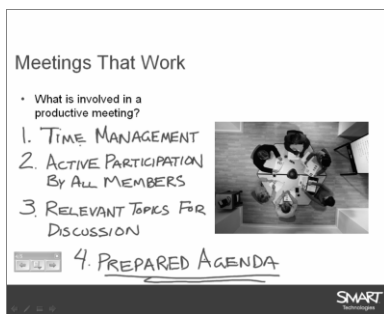 Meetings That Work
• What is involved in a
productive meeting?
1. TIME MANAGEMENT
2. ACTIVE PARTICIPATION
BY ALL MEMBERS
3. RELEVANT TOPICS FOR
DISCUSSION
4. PREPARED AGENDA
SMART
Technologies